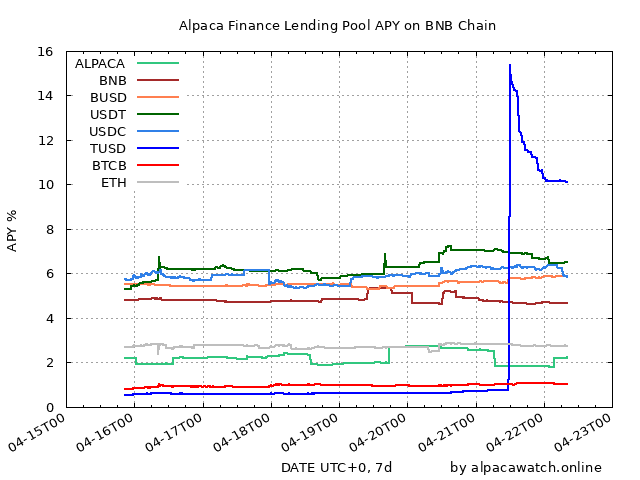 Alpaca Finance Lending Pool APY on BNB Chain
APY %
16
14
12
10
8
6
4
2
0
ALPACA
BNB
BUSD
USDT
USDC
TUSD
BTCB
ETH
04-15T00
04-16T00
04-17T00
04-18T00
04-19T00
04-20T00
04-21T00
04-22T00
04-23T00
DATE UTC+0, 7d
by alpacawatch.online